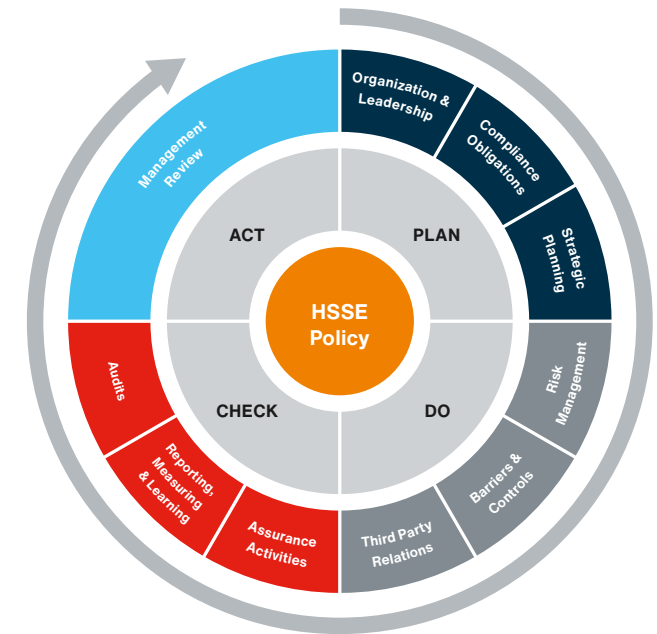 Organization &
Leadership
Compliance
Obligations
Strategic
Planning
Risk
Management
Barriers &
Controls
Third Party
Relations
Assurance
Activities
Reporting,
Measuring
& Learning
Audits
Management
Review
ACT
PLAN
HSSE
Policy
CHECK
DO